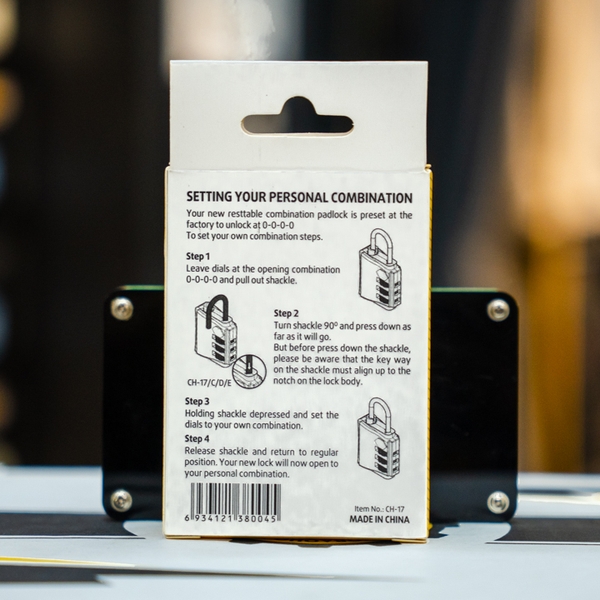 SETTING YOUR PERSONAL COMBINATION
Your new resttable combination padlock is preset at the
factory to unlock at 0-0-0-0
To set your own combination steps.
Step 1
Leave dials at the opening combination
0-0-0-0 and pull out shackle.
Step 2
Turn shackle 90º and press down as
far as it will go.
But before press down the shackle,
please be aware that the key way
on the shackle must align up to the
notch on the lock body.
CH-17/C/D/E
Step 3
Holding shackle depressed and set the
dials to your own combination.
Step 4
Release shackle and return to regular
position. Your new lock will now open to
your personal combination.
6 934121 380045
Item No.: CH-17
MADE IN CHINA